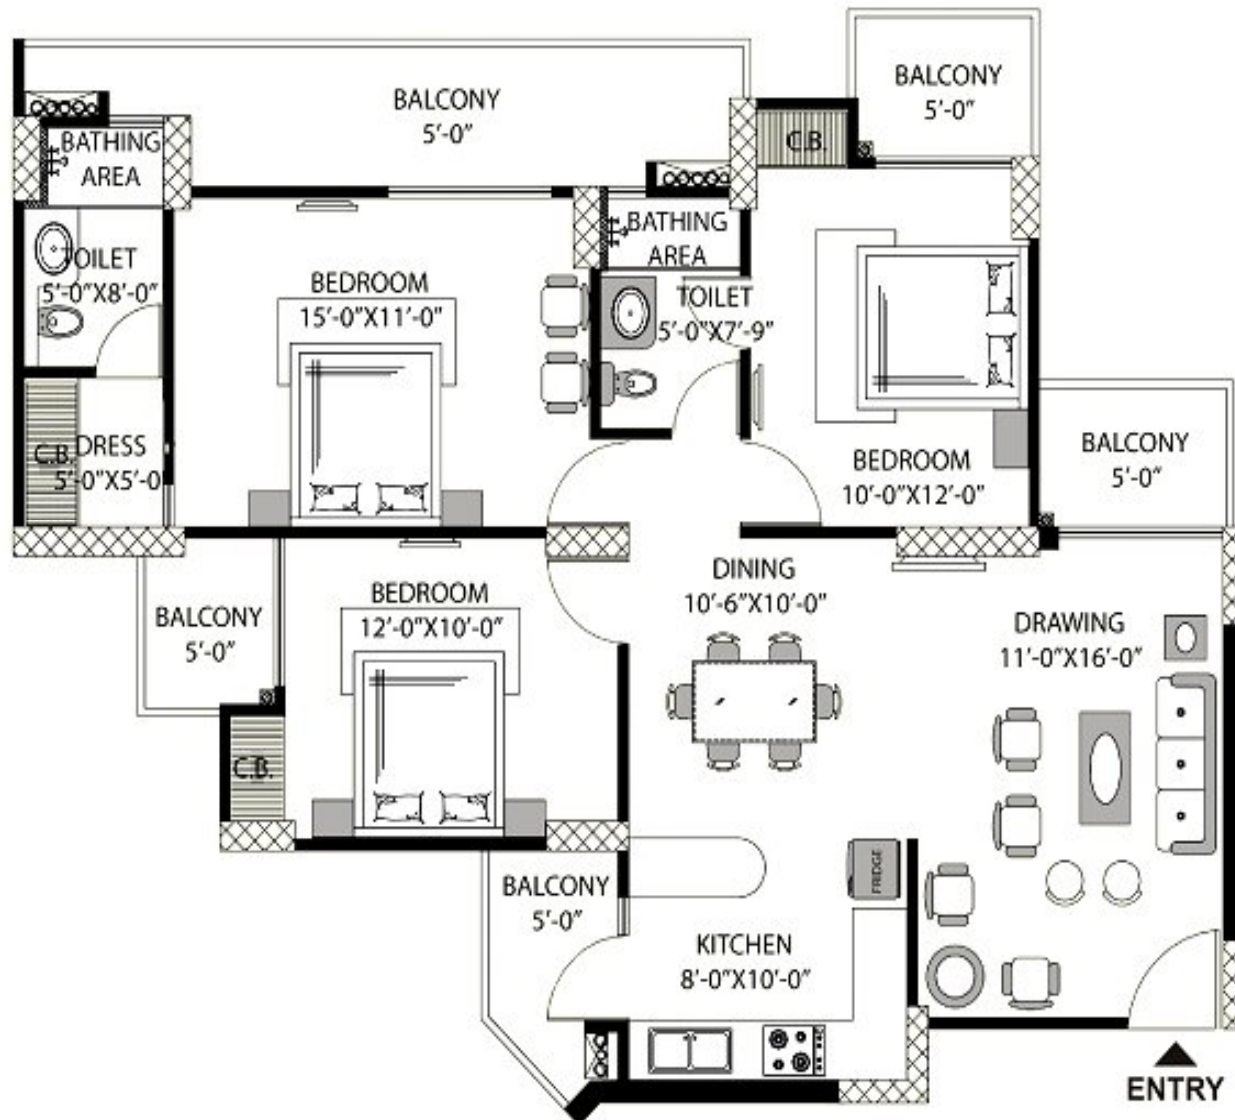 BALCONY
5'-0"
BALCONY
5'-0"
C.B.
BATHING
AREA
BATHING
AREA
TOILET
5'-0"X8'-0"
BEDROOM
15'-0"X11'-0"
TOILET
5'-0"X7'-9"
C.B.
DRESS
5'-0"X5'-0
BEDROOM
10'-0"X12'-0"
BALCONY
5'-0"
BALCONY
5'-0"
BEDROOM
12'-0"X10'-0"
DINING
10'-6"X10'-0"
DRAWING
11'-0"X16'-0"
C.B.
BALCONY
5'-0"
FRIDGE
KITCHEN
8'-0"X10'-0"
ENTRY